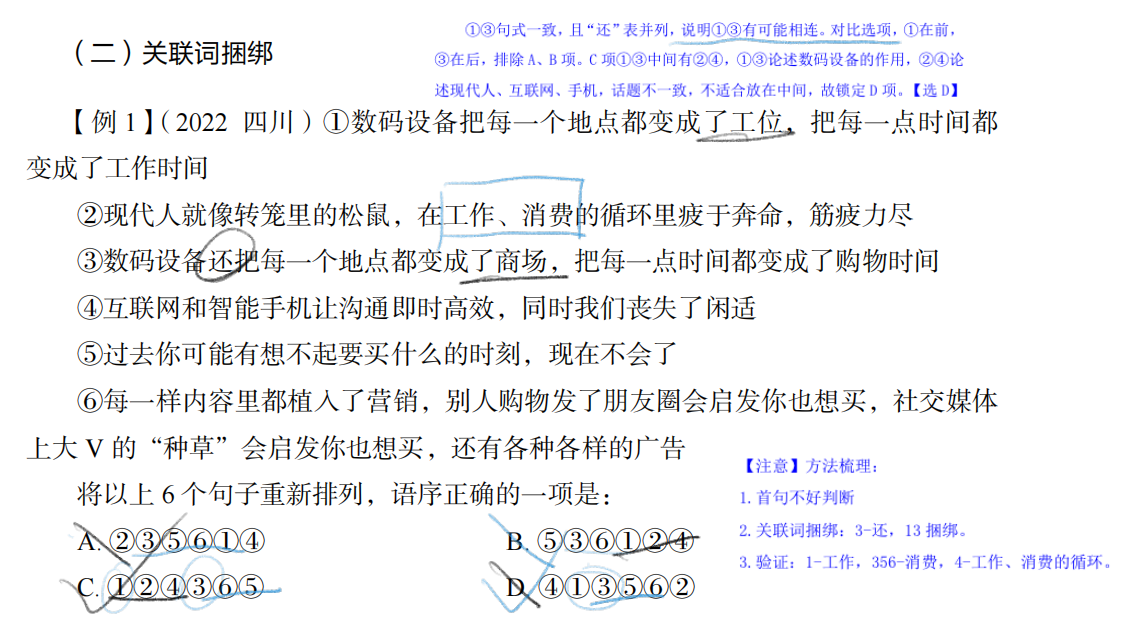 （二）关联词捆绑
①③句式一致，且“还”表并列，说明①③有可能相连。对比选项，①在前，
③在后，排除 A、B 项。C 项①③中间有②④，①③论述数码设备的作用，②④论
述现代人、互联网、手机，话题不一致，不适合放在中间，故锁定 D 项。【选 D】
【例 1】（2022 四川）①数码设备把每一个地点都变成了工位，把每一点时间都
变成了工作时间
②现代人就像转笼里的松鼠，在工作、消费的循环里疲于奔命，筋疲力尽
③数码设备还把每一个地点都变成了商场，把每一点时间都变成了购物时间
④互联网和智能手机让沟通即时高效，同时我们丧失了闲适
⑤过去你可能有想不起要买什么的时刻，现在不会了
⑥每一样内容里都植入了营销，别人购物发了朋友圈会启发你也想买，社交媒体
上大 V 的“种草”会启发你也想买，还有各种各样的广告
将以上 6 个句子重新排列，语序正确的一项是：
A. ②③⑤⑥①④ B. ⑤③⑥①②④
C. ①②④③⑥⑤ D. ④①③⑤⑥②
【注意】方法梳理：
1. 首句不好判断
2. 关联词捆绑：3-还，13 捆绑。
3. 验证：1-工作，356-消费，4-工作、消费的循环。